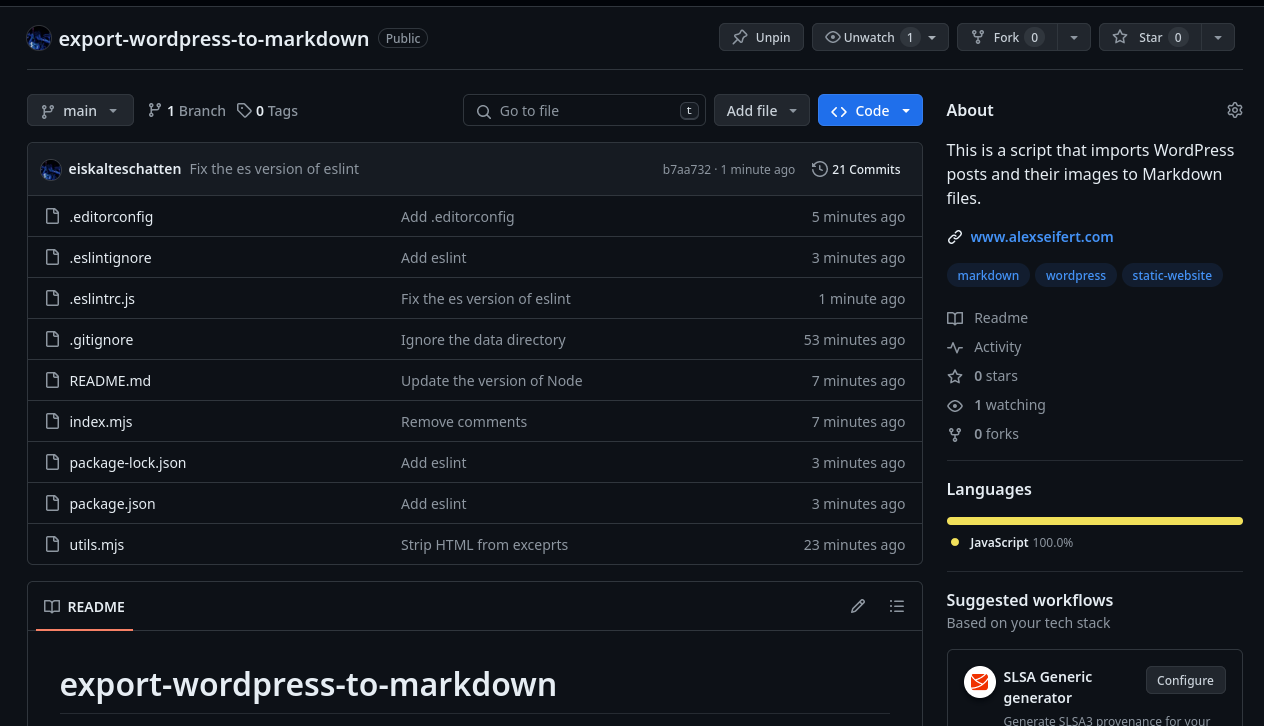 export-wordpress-to-markdown Public Unpin Unwatch 1 Fork 0 Star 0
main 1 Branch 0 Tags Go to file t Add file Code
eiskalteschatten Fix the es version of eslint b7aa732 · 1 minute ago 21 Commits
.editorconfig Add .editorconfig 5 minutes ago
.eslintignore Add eslint 3 minutes ago
.eslintrc.js Fix the es version of eslint 1 minute ago
.gitignore Ignore the data directory 53 minutes ago
README.md Update the version of Node 7 minutes ago
index.mjs Remove comments 7 minutes ago
package-lock.json Add eslint 3 minutes ago
package.json Add eslint 3 minutes ago
utils.mjs Strip HTML from exceprts 23 minutes ago
README
export-wordpress-to-markdown
About
This is a script that imports WordPress
posts and their images to Markdown
files.
www.alexseifert.com
markdown wordpress static-website
Readme
Activity
0 stars
1 watching
0 forks
Languages
JavaScript 100.0%
Suggested workflows
Based on your tech stack
SLSA Generic
generator
Configure
Generate SLSA3 provenance for your